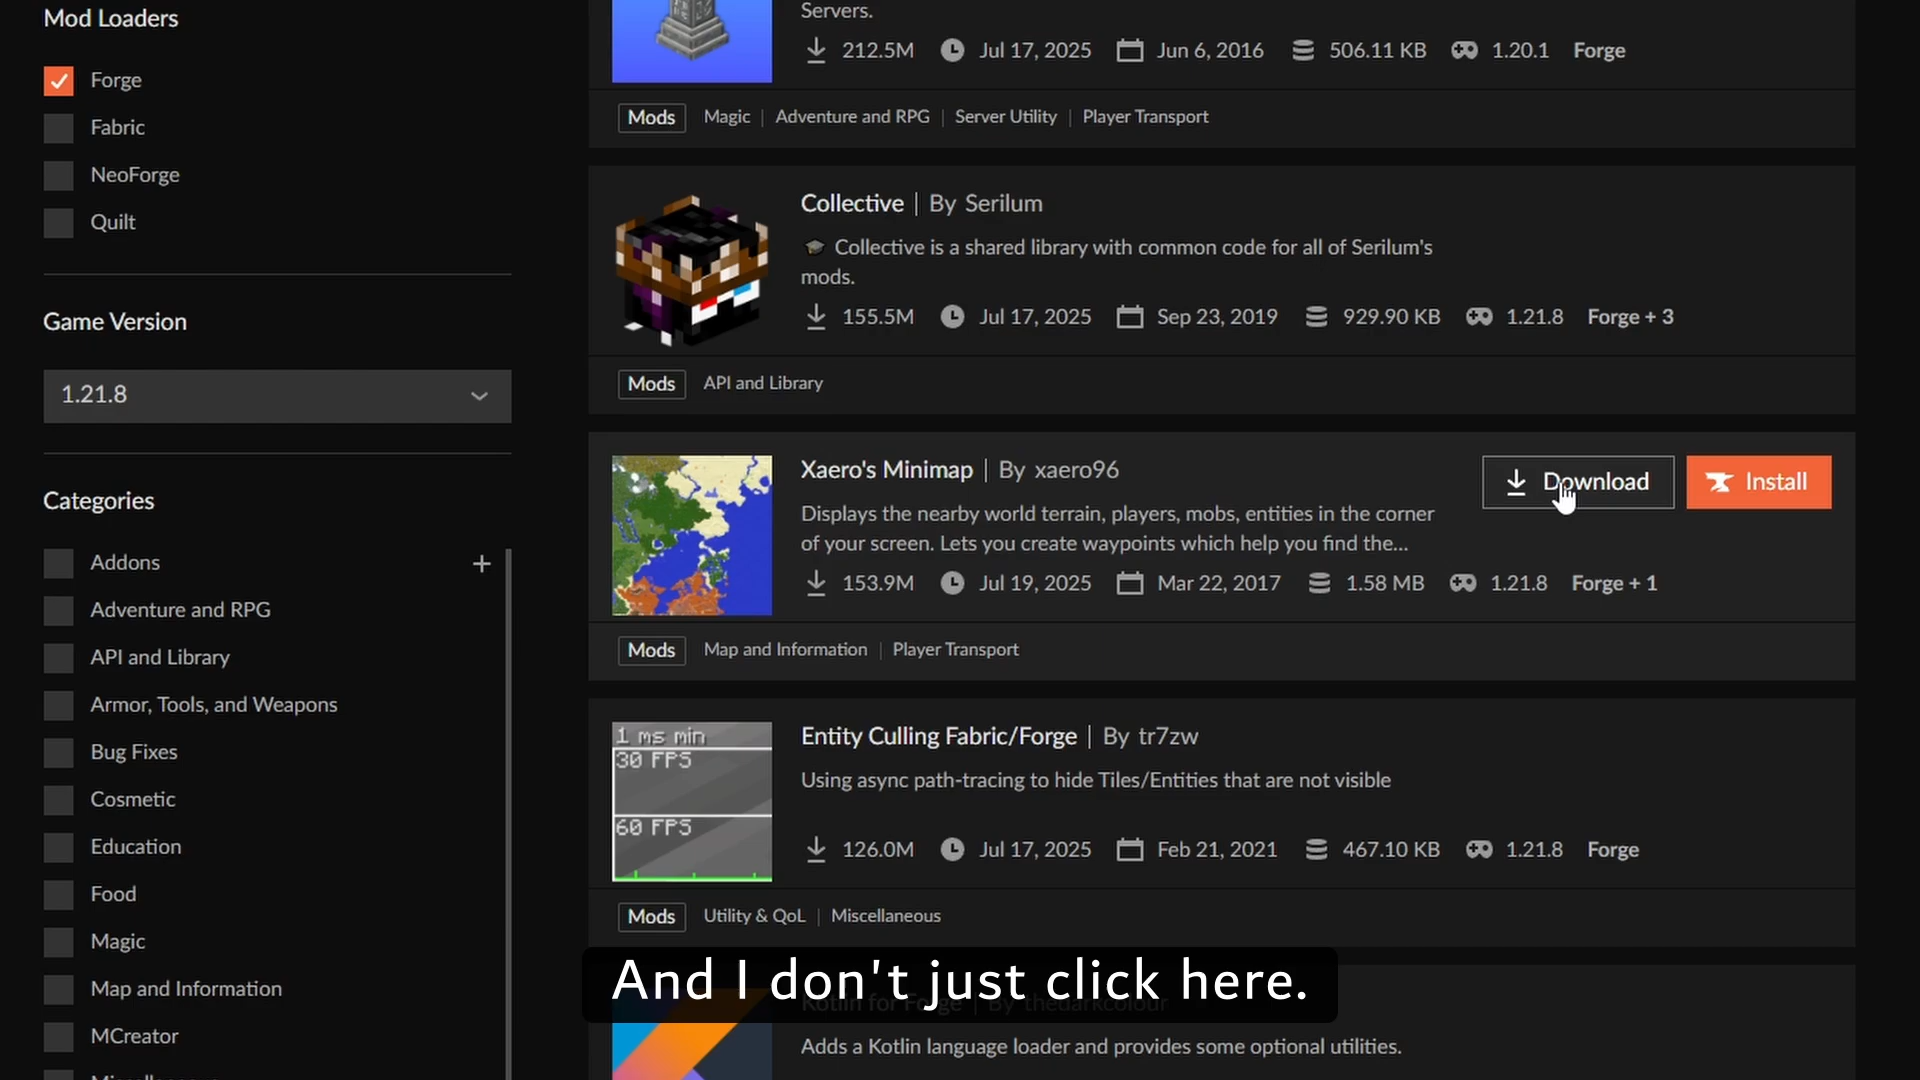 Mod Loaders
Forge
Fabric
NeoForge
Quilt
Game Version
1.21.8
Categories
Addons
Adventure and RPG
API and Library
Armor, Tools, and Weapons
Bug Fixes
Cosmetic
Education
Food
Magic
Map and Information
MCreator
Servers.
212.5M Jul 17, 2025 Jun 6, 2016 506.11 KB 1.20.1 Forge
Mods Magic | Adventure and RPG | Server Utility | Player Transport
Collective | By Serilum
Collective is a shared library with common code for all of Serilum's
mods.
155.5M Jul 17, 2025 Sep 23, 2019 929.90 KB 1.21.8 Forge + 3
Mods API and Library
Xaero's Minimap | By xaero96
Download Install
Displays the nearby world terrain, players, mobs, entities in the corner
of your screen. Lets you create waypoints which help you find the...
153.9M Jul 19, 2025 Mar 22, 2017 1.58 MB 1.21.8 Forge + 1
Mods Map and Information | Player Transport
1 ms min
30 FPS
60 FPS
Entity Culling Fabric/Forge | By tr7zw
Using async path-tracing to hide Tiles/Entities that are not visible
126.0M Jul 17, 2025 Feb 21, 2021 467.10 KB 1.21.8 Forge
Mods Utility & QoL | Miscellaneous
And I don't just click here.
Kotlin for Forge | By thedarkcolour
Adds a Kotlin language loader and provides some optional utilities.